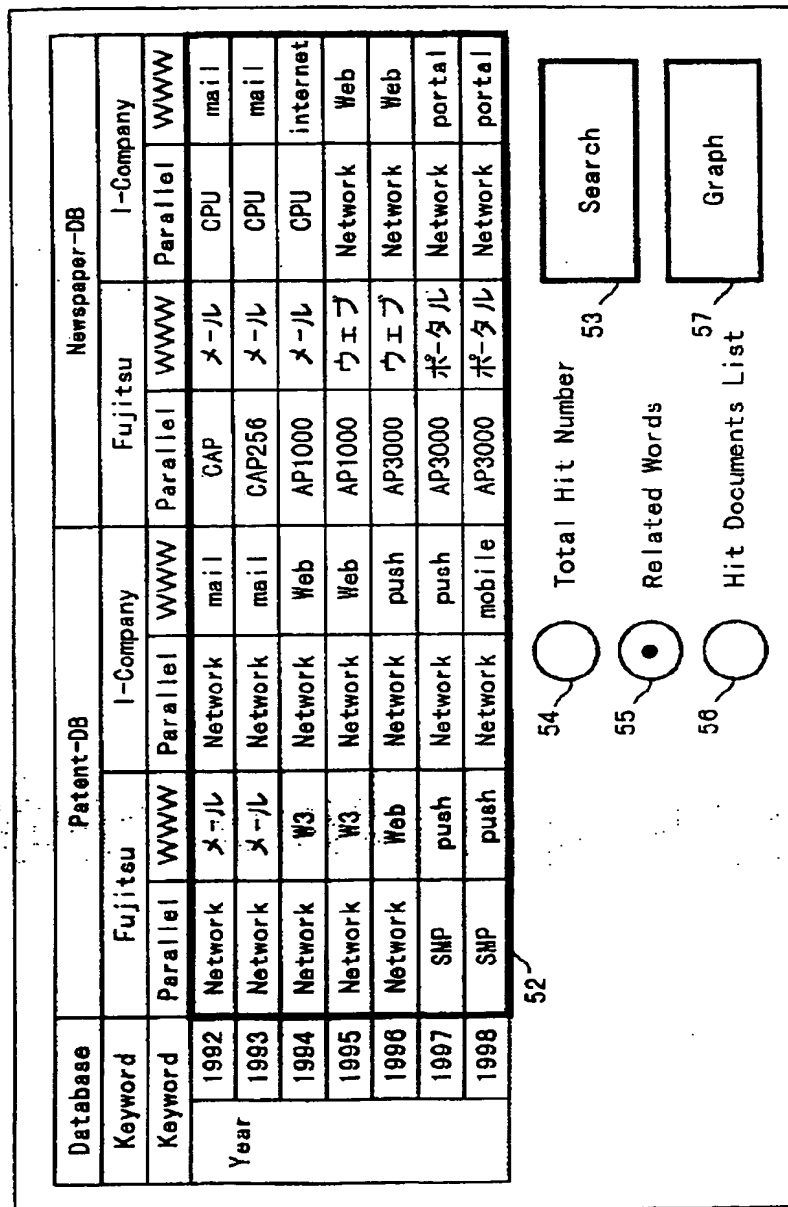 Database Patent-DB Newspaper-DB
Keyword Fujitsu I-Company Fujitsu I-Company
Keyword Parallel WWW Parallel WWW Parallel WWW Parallel WWW
Year
1992 Network メール Network mail CAP メール CPU mail
1993 Network メール Network mail CAP256 メール CPU mail
1994 Network W3 Network Web AP1000 メール CPU internet
1995 Network W3 Network Web AP1000 ウェブ Network Web
1996 Network Web Network push AP3000 ウェブ Network Web
1997 SMP push Network push AP3000 ポータル Network portal
1998 SMP push Network mobile AP3000 ポータル Network portal
52
54 Total Hit Number
55 Related Words
56 Hit Documents List
53 Search
57 Graph